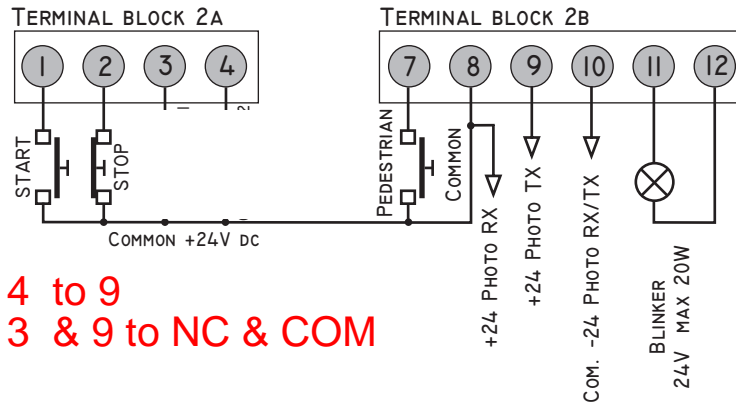 TERMINAL BLOCK 2A
TERMINAL BLOCK 2B
1 2 3 4
7 8 9 10 11 12
START
STOP
PEDESTRIAN
COMMON
COMMON +24V DC
+24 PHOTO RX
+24 PHOTO TX
COM. -24 PHOTO RX/TX
BLINKER
24V MAX 20W
4 to 9
3 & 9 to NC & COM